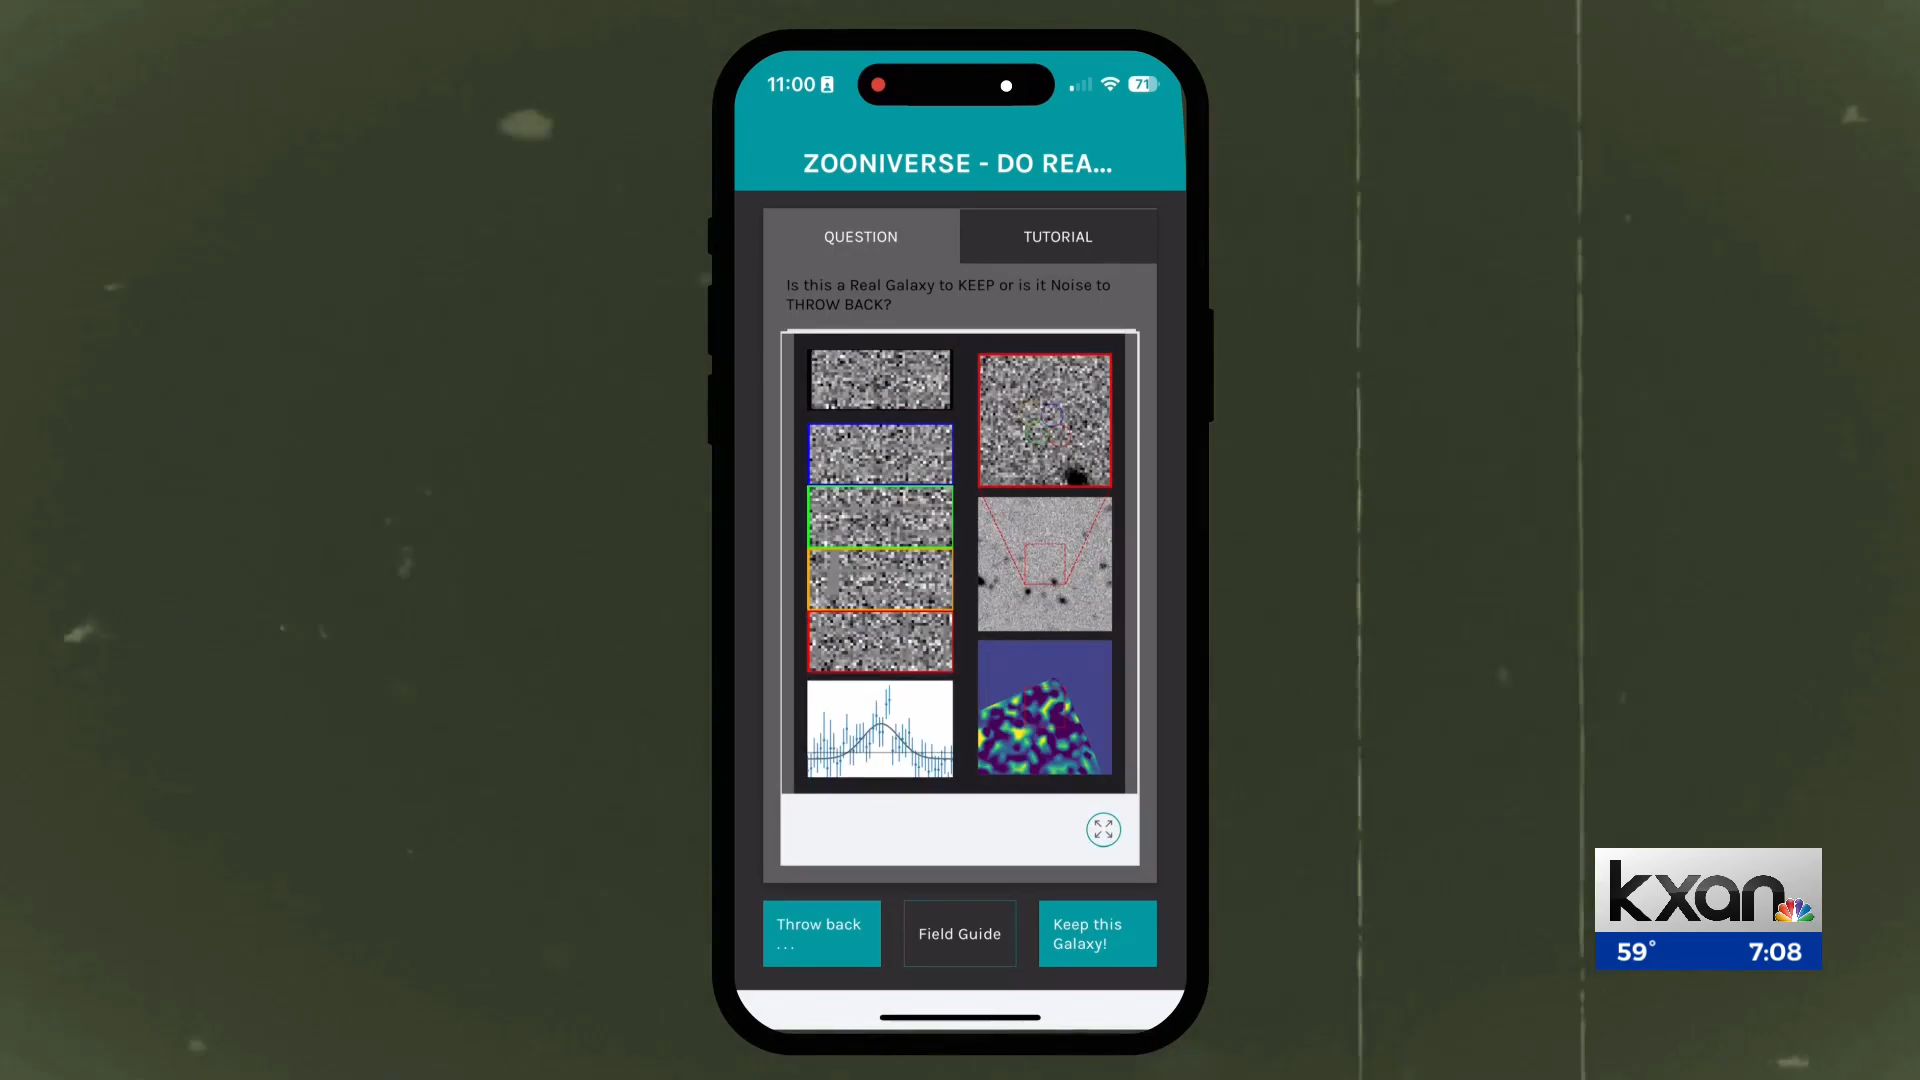 11:00
71
ZOONIVERSE - DO REA...
QUESTION
TUTORIAL
Is this a Real Galaxy to KEEP or is it Noise to
THROW BACK?
Throw back
...
Field Guide
Keep this
Galaxy!
kxan
59° 7:08